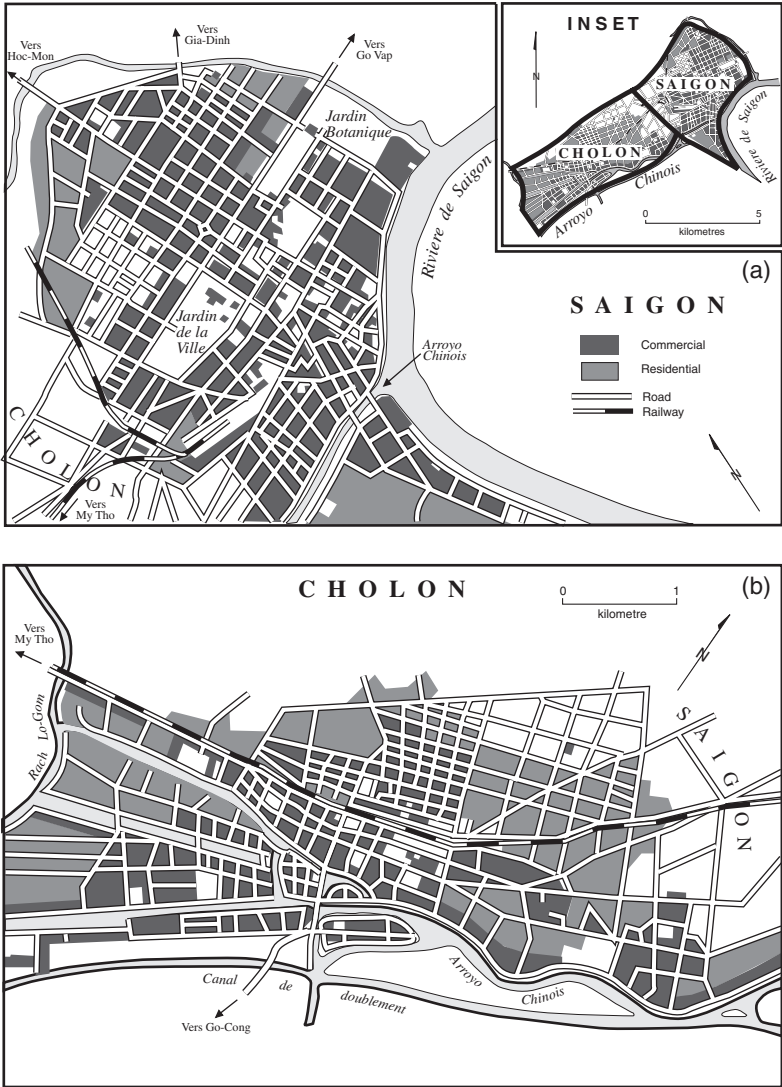 Vers
Hoc-Mon
Vers
Gia-Dinh
Vers
Go Vap
Jardin
Botanique
INSET
N
SAIGON
CHOLON
Riviere de Saigon
Arroyo Chinois
0 5
kilometres
Riviere de Saigon
(a)
SAIGON
Commercial
Residential
Road
Railway
N
Jardin
de la
Ville
Arroyo
Chinois
CHOLON
Vers
My Tho
CHOLON
(b)
0 1
kilometre
N
Vers
My Tho
Rach Lo-Gom
SAIGON
Canal de doublement
Arroyo Chinois
Vers Go-Cong